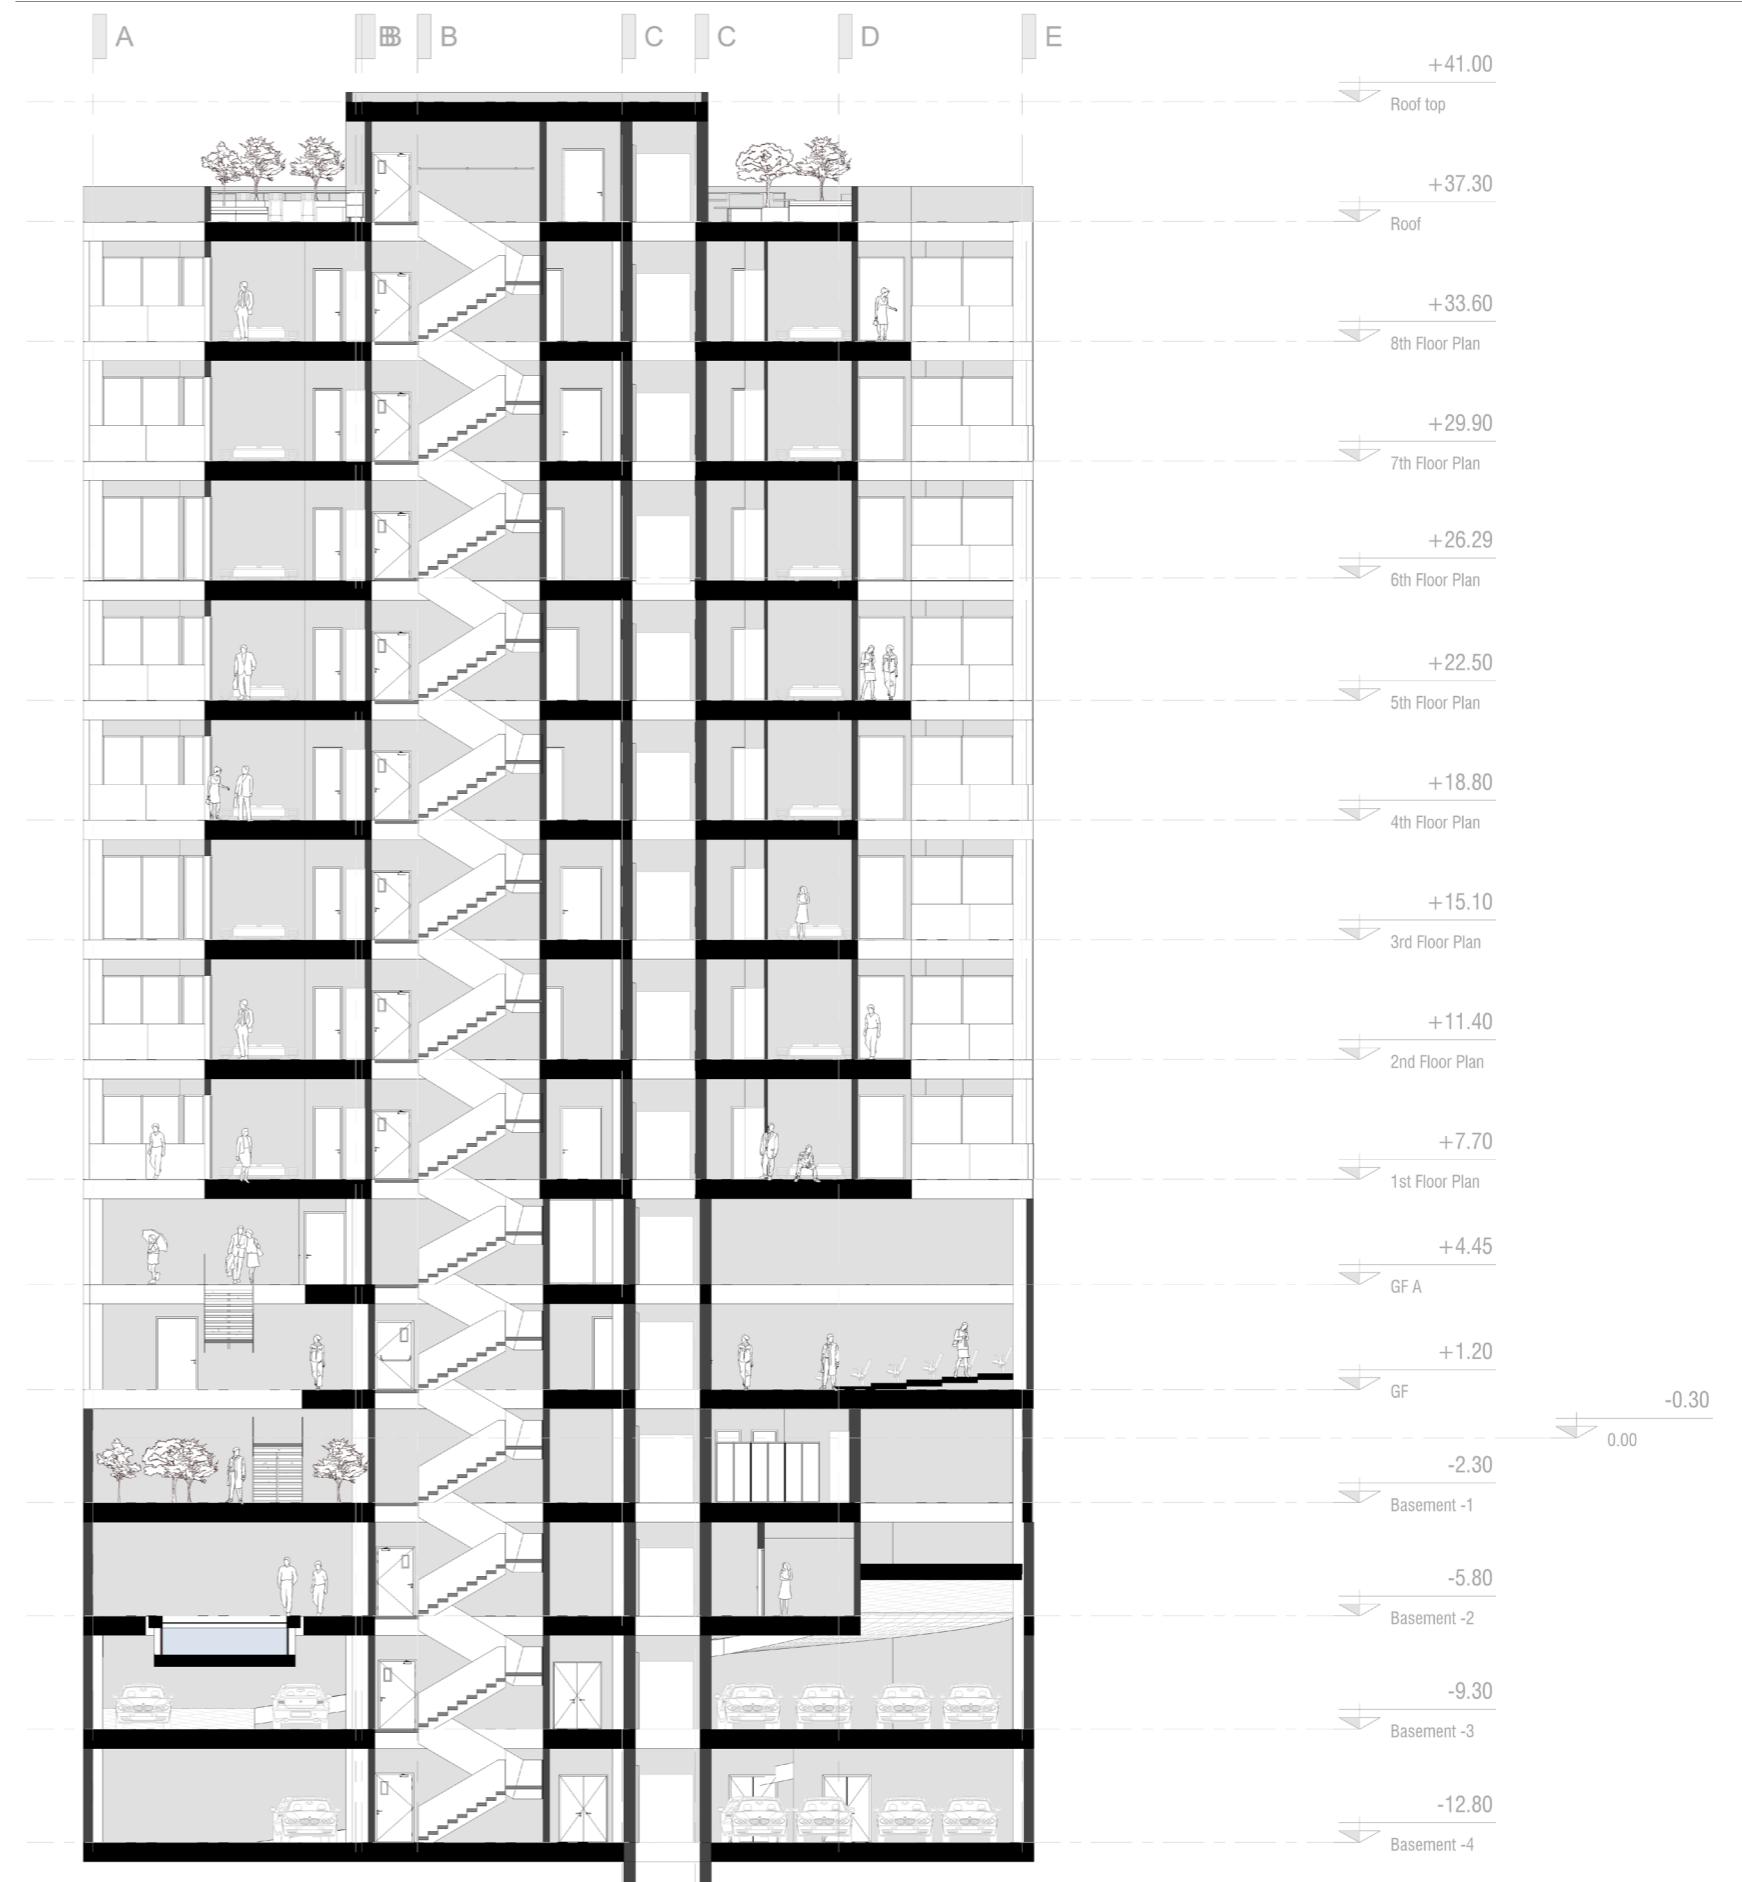 A
B
B
B
C
C
D
E
+41.00
Roof top
+37.30
Roof
+33.60
8th Floor Plan
+29.90
7th Floor Plan
+26.29
6th Floor Plan
+22.50
5th Floor Plan
+18.80
4th Floor Plan
+15.10
3rd Floor Plan
+11.40
2nd Floor Plan
+7.70
1st Floor Plan
+4.45
GF A
+1.20
GF
-0.30
0.00
-2.30
Basement -1
-5.80
Basement -2
-9.30
Basement -3
-12.80
Basement -4